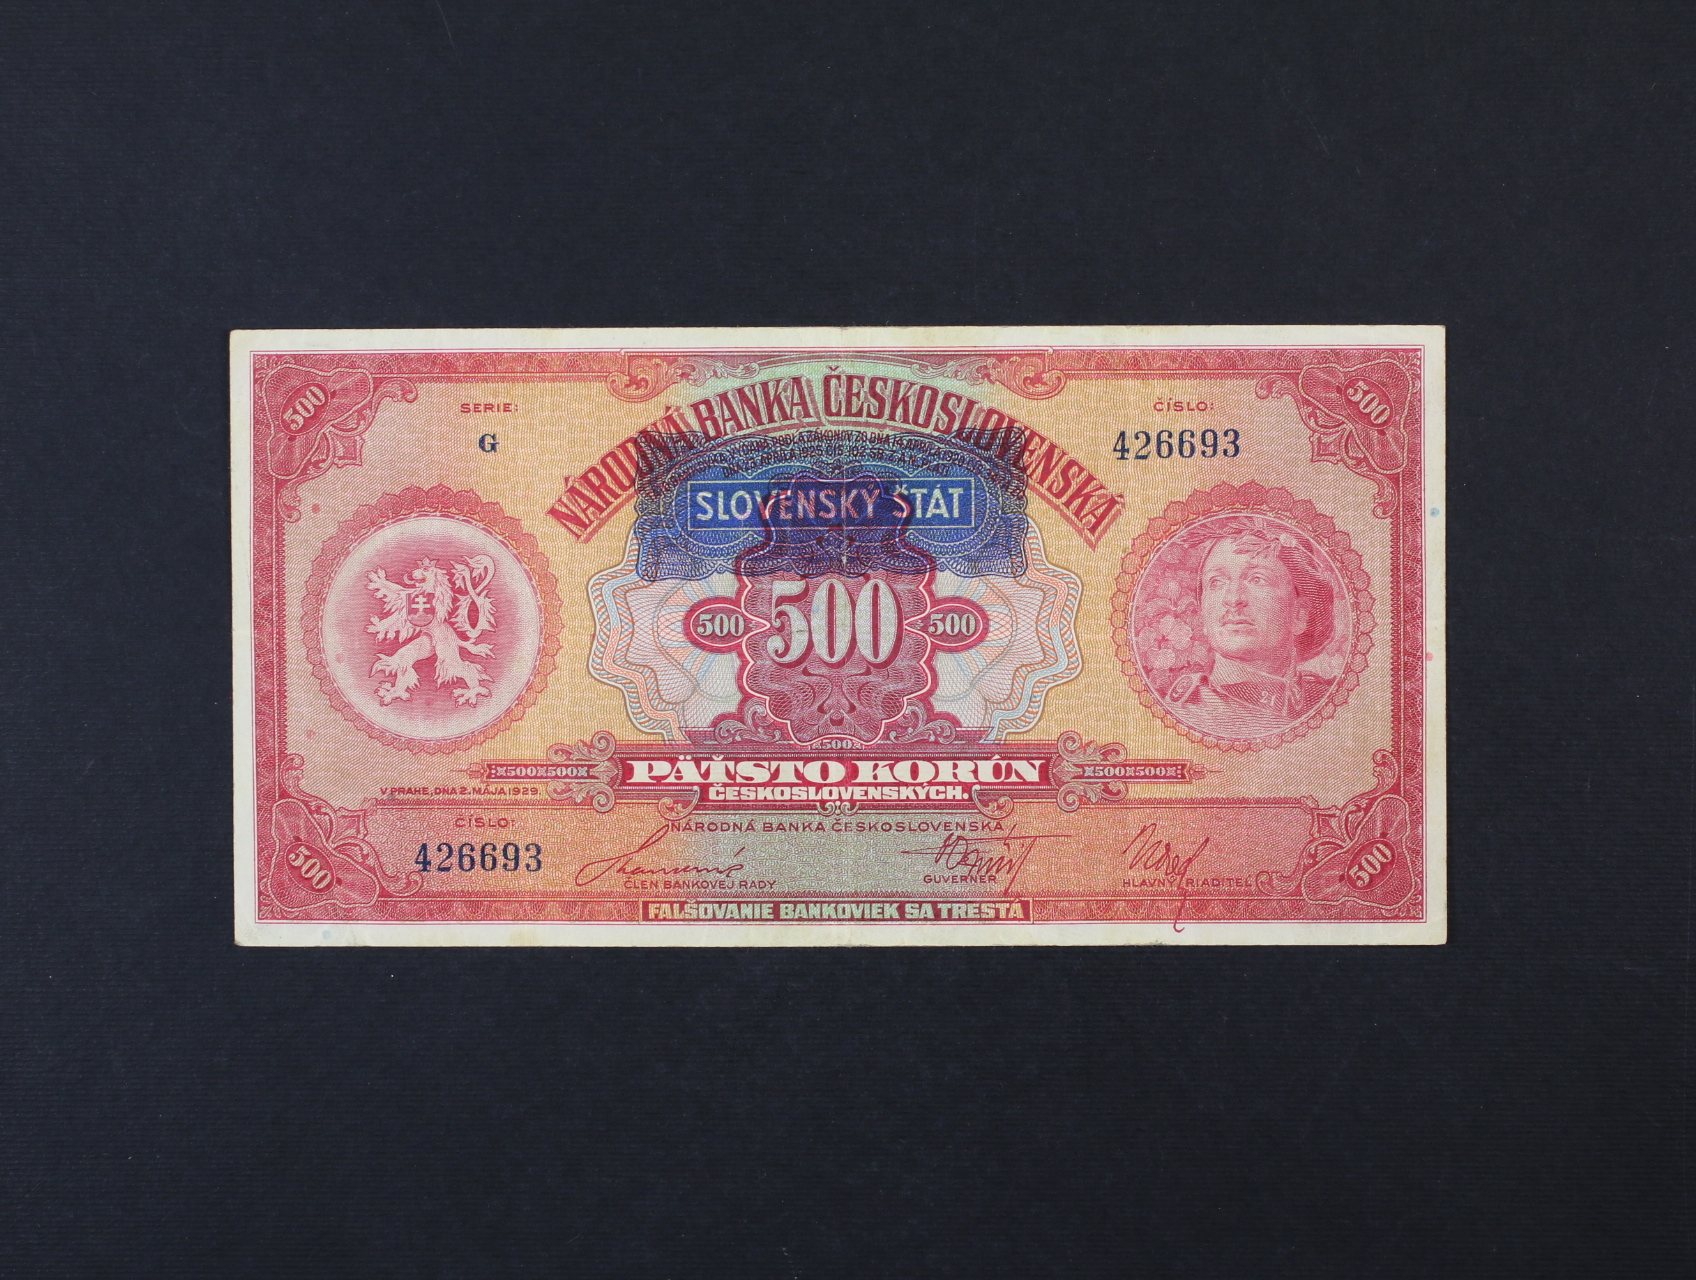 500
500
NÁRODNÁ BANKA ČESKOSLOVENSKÁ
SERIE:
G
ČÍSLO:
426693
SLOVENSKÝ ŠTÁT
500
500
500
21
500
PÄŤSTO KORÚN
ČESKOSLOVENSKÝCH.
500 500
500 500
V PRAHE, DNA 2. MÁJA 1929.
NÁRODNÁ BANKA ČESKOSLOVENSKÁ
ČÍSLO:
426693
ČLEN BANKOVEJ RADY
GUVERNÉR
HLAVNÝ RIADITEĽ
500
500
FALŠOVANIE BANKOVIEK SA TRESTÁ